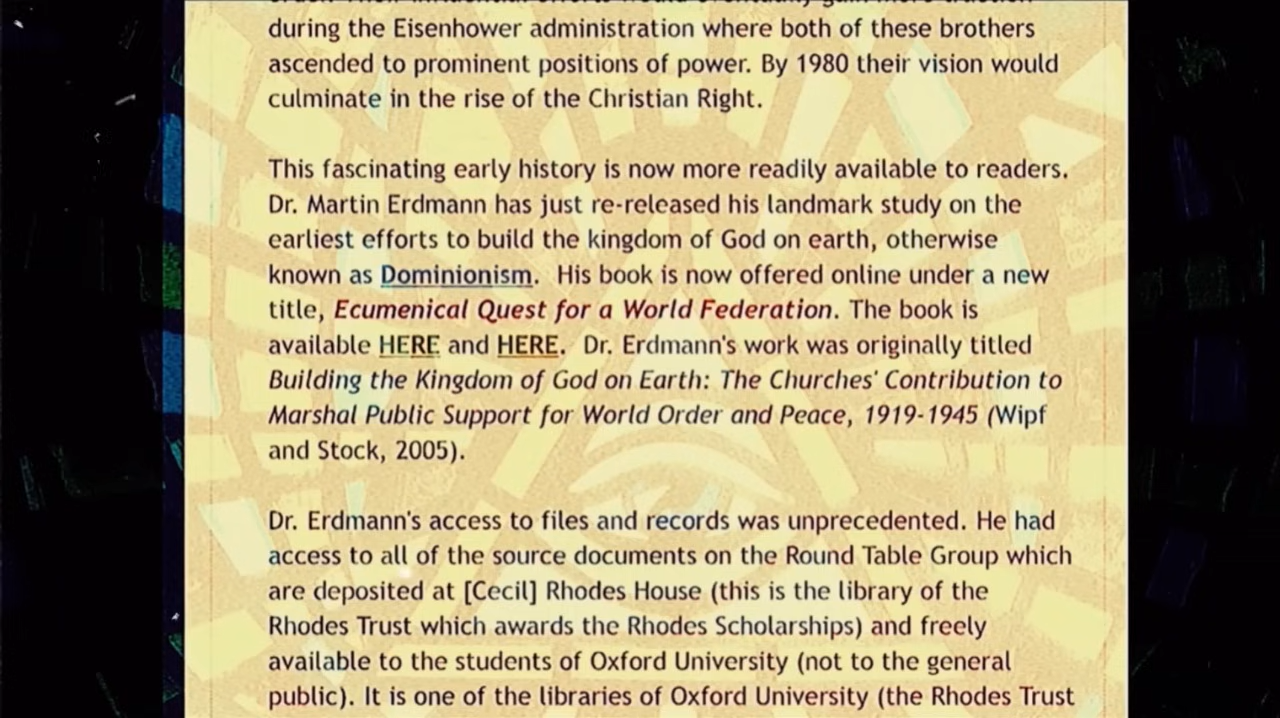 during the Eisenhower administration where both of these brothers
ascended to prominent positions of power. By 1980 their vision would
culminate in the rise of the Christian Right.
This fascinating early history is now more readily available to readers.
Dr. Martin Erdmann has just re-released his landmark study on the
earliest efforts to build the kingdom of God on earth, otherwise
known as Dominionism. His book is now offered online under a new
title, Ecumenical Quest for a World Federation. The book is
available HERE and HERE. Dr. Erdmann's work was originally titled
Building the Kingdom of God on Earth: The Churches' Contribution to
Marshal Public Support for World Order and Peace, 1919-1945 (Wipf
and Stock, 2005).
Dr. Erdmann's access to files and records was unprecedented. He had
access to all of the source documents on the Round Table Group which
are deposited at [Cecil] Rhodes House (this is the library of the
Rhodes Trust which awards the Rhodes Scholarships) and freely
available to the students of Oxford University (not to the general
public). It is one of the libraries of Oxford University (the Rhodes Trust